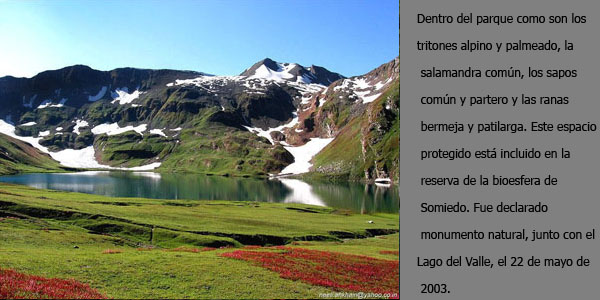 Dentro del parque como son los
tritones alpino y palmeado, la
salamandra común, los sapos
común y partero y las ranas
bermeja y patilarga. Este espacio
protegido está incluido en la
reserva de la bioesfera de
Somiedo. Fue declarado
monumento natural, junto con el
Lago del Valle, el 22 de mayo de
2003.